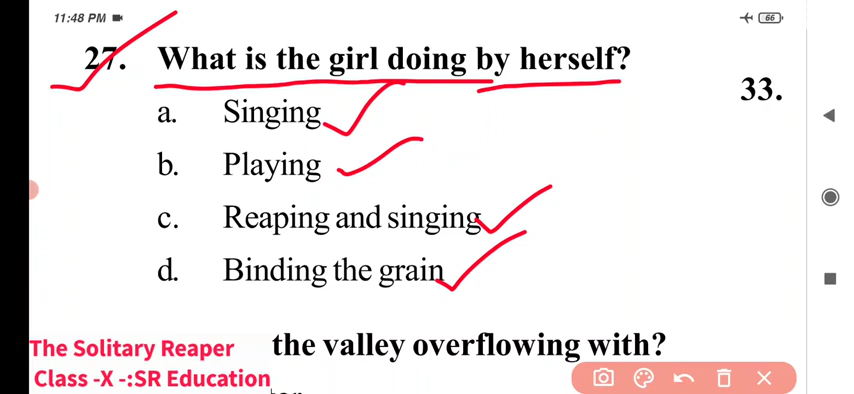 11:48 PM
66
27. What is the girl doing by herself?
33.
a. Singing
b. Playing
c. Reaping and singing
d. Binding the grain
the valley overflowing with?
The Solitary Reaper
Class -X -:SR Education